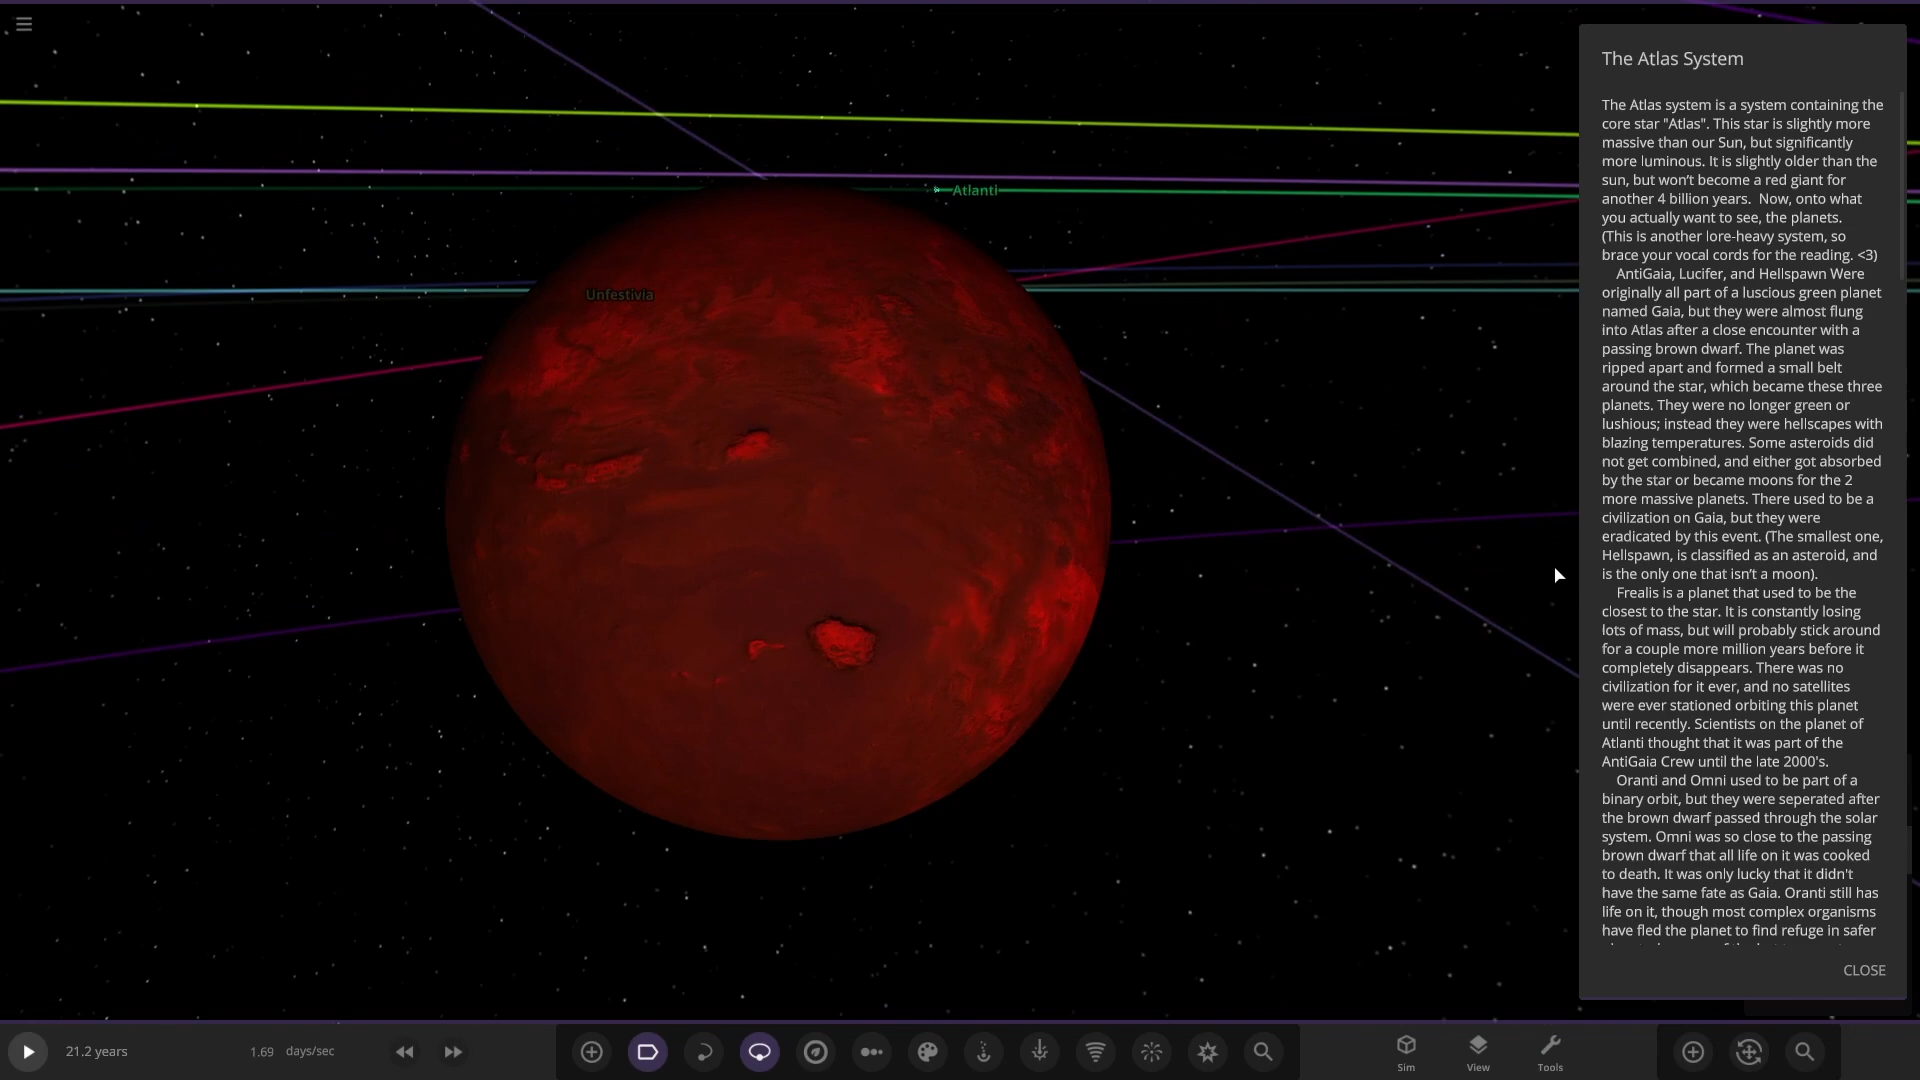 Atlanti
Unfestivia
The Atlas System
The Atlas system is a system containing the
core star "Atlas". This star is slightly more
massive than our Sun, but significantly
more luminous. It is slightly older than the
sun, but won't become a red giant for
another 4 billion years.  Now, onto what
you actually want to see, the planets.
(This is another lore-heavy system, so
brace your vocal cords for the reading. <3)
AntiGaia, Lucifer, and Hellspawn Were
originally all part of a luscious green planet
named Gaia, but they were almost flung
into Atlas after a close encounter with a
passing brown dwarf. The planet was
ripped apart and formed a small belt
around the star, which became these three
planets. They were no longer green or
lushious; instead they were hellscapes with
blazing temperatures. Some asteroids did
not get combined, and either got absorbed
by the star or became moons for the 2
more massive planets. There used to be a
civilization on Gaia, but they were
eradicated by this event. (The smallest one,
Hellspawn, is classified as an asteroid, and
is the only one that isn't a moon).
Frealis is a planet that used to be the
closest to the star. It is constantly losing
lots of mass, but will probably stick around
for a couple more million years before it
completely disappears. There was no
civilization for it ever, and no satellites
were ever stationed orbiting this planet
until recently. Scientists on the planet of
Atlanti thought that it was part of the
AntiGaia Crew until the late 2000's.
Oranti and Omni used to be part of a
binary orbit, but they were seperated after
the brown dwarf passed through the solar
system. Omni was so close to the passing
brown dwarf that all life on it was cooked
to death. It was only lucky that it didn't
have the same fate as Gaia. Oranti still has
life on it, though most complex organisms
have fled the planet to find refuge in safer
CLOSE
21.2 years
1.69 days/sec
Sim
View
Tools